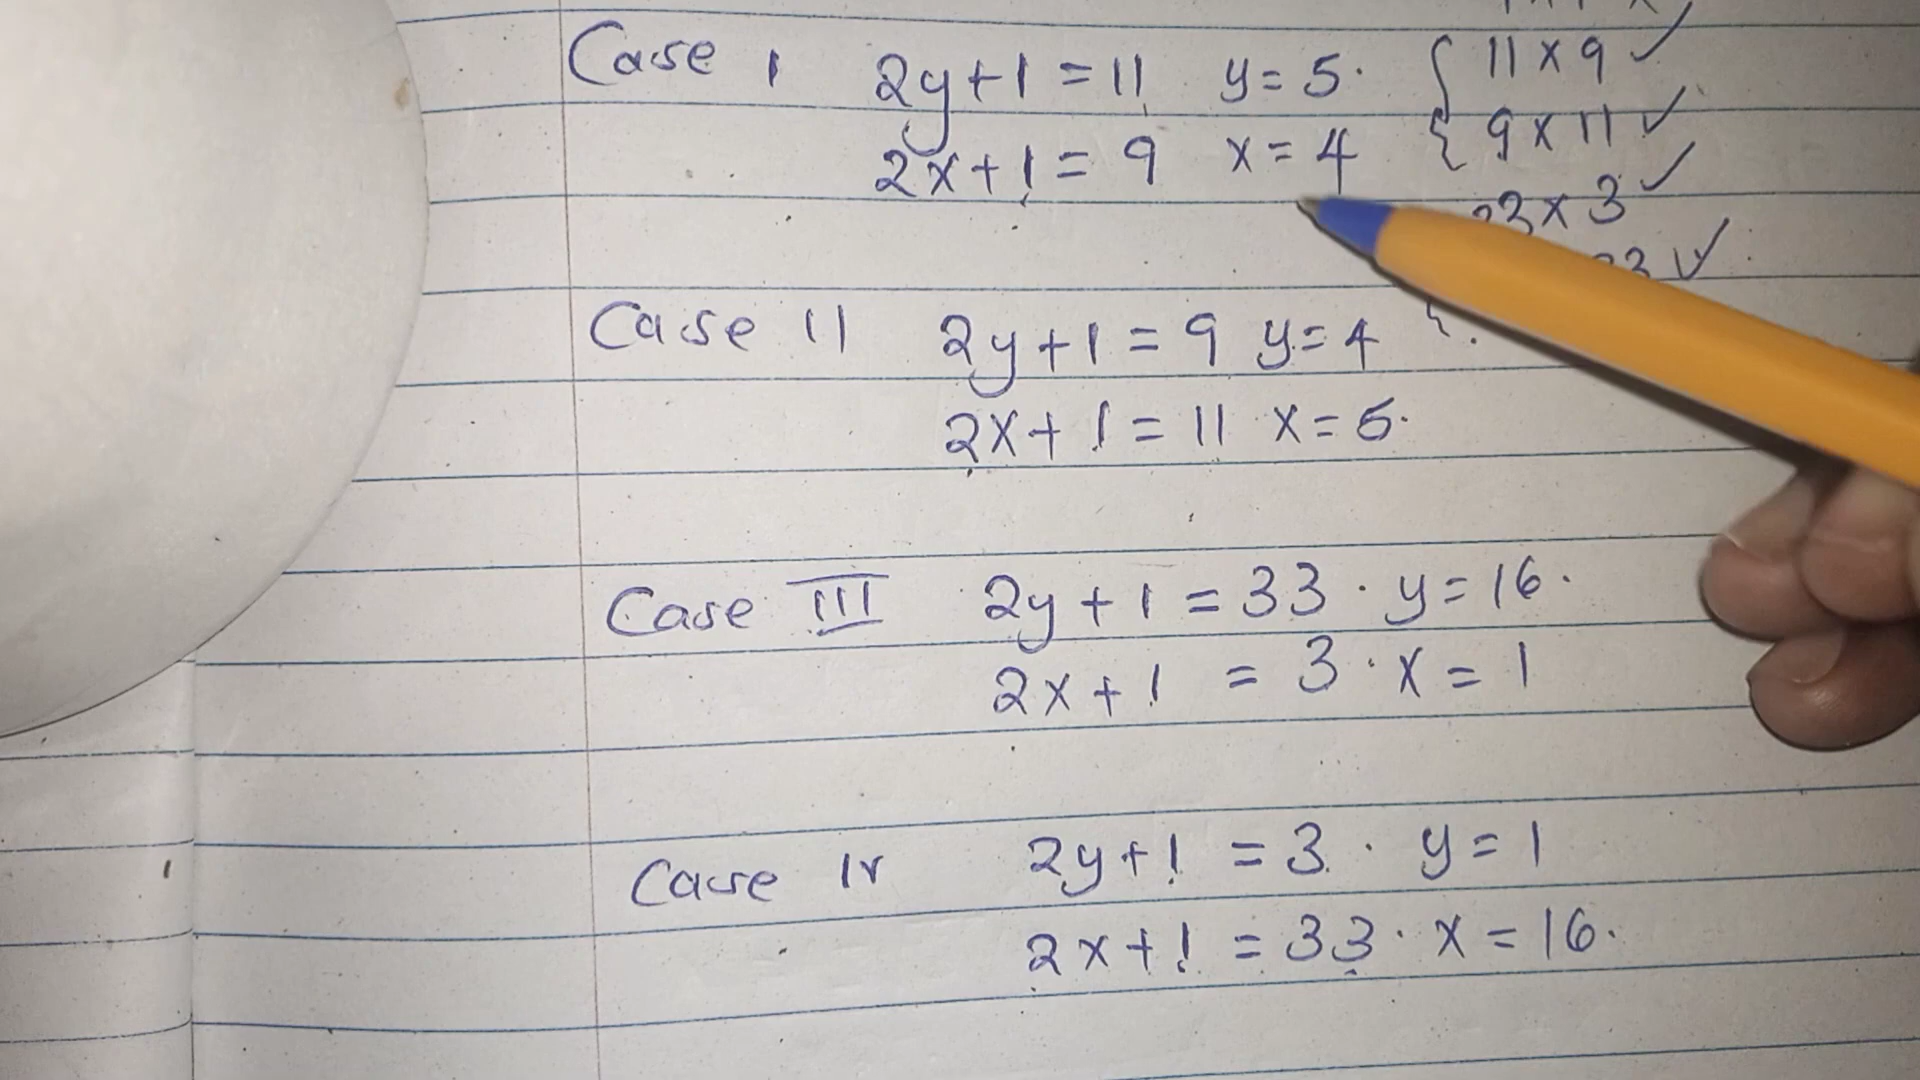 Case I 2y+1 = 11 y = 5. { 11 x 9 ✓
2x+1 = 9 x = 4 { 9 x 11 ✓
33 x 3 ✓
33 ✓
Case II 2y+1 = 9 y = 4 {
2x+1 = 11 x = 5.
Case III 2y+1 = 33 . y = 16.
2x+1 = 3 . x = 1
Case IV 2y+1 = 3 . y = 1
2x+1 = 33 . x = 16.